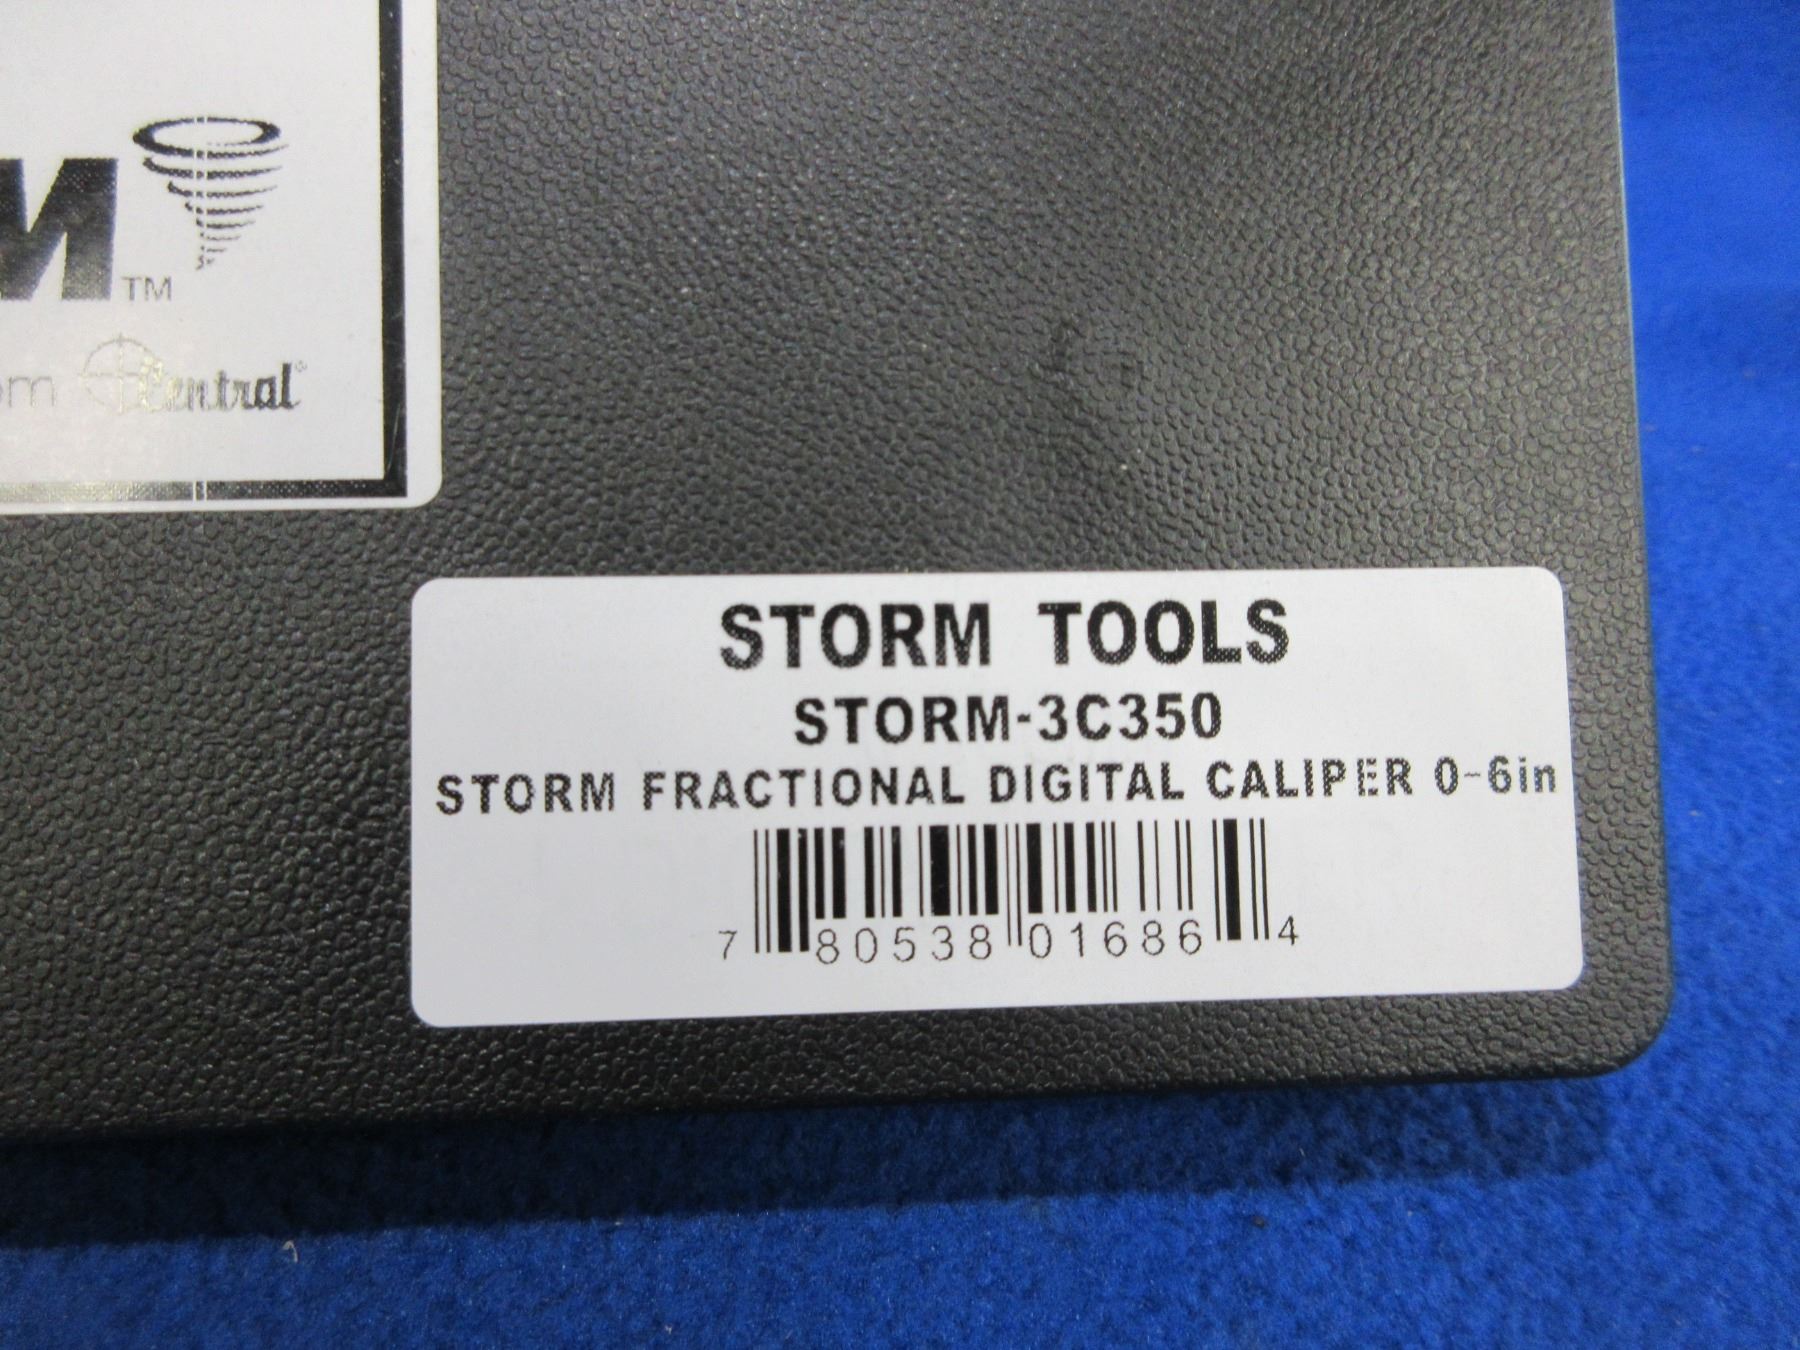 TM
Central®
STORM TOOLS
STORM-3C350
STORM FRACTIONAL DIGITAL CALIPER 0-6in
7 80538 01686 4